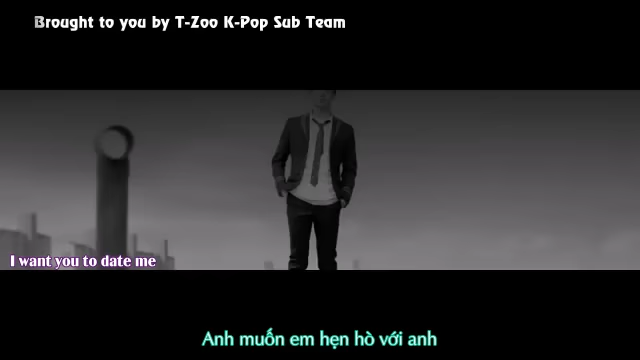 Brought to you by T-Zoo K-Pop Sub Team
I want you to date me
Anh muốn em hẹn hò với anh